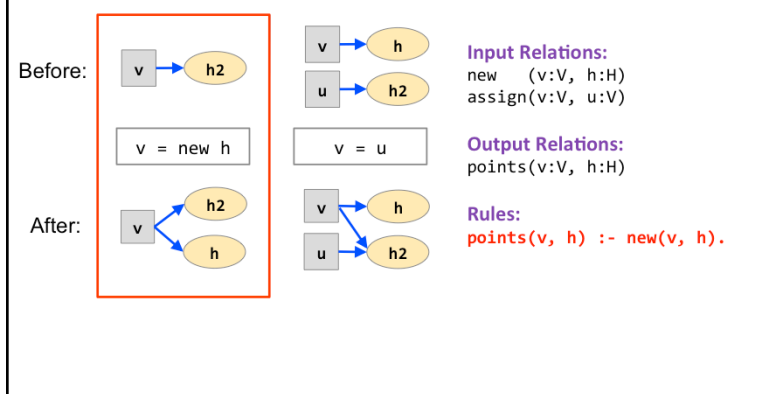 Before:
v
h2
v
h
u
h2
v = new h
v = u
After:
v
h2
h
v
h
u
h2
Input Relations:
new   (v:V, h:H)
assign(v:V, u:V)
Output Relations:
points(v:V, h:H)
Rules:
points(v, h) :- new(v, h).